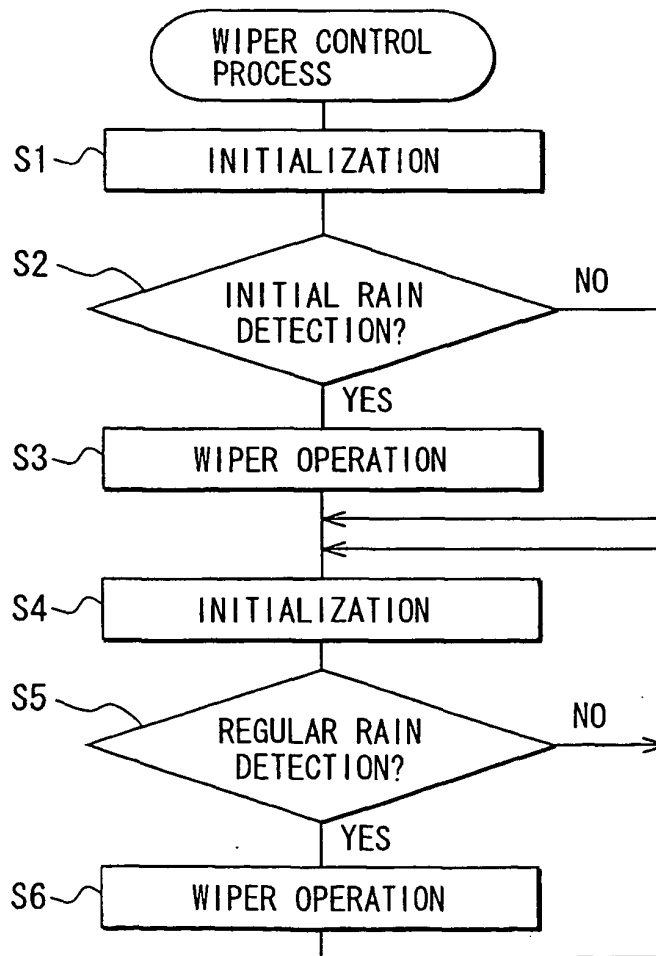 WIPER CONTROL
PROCESS
S1
INITIALIZATION
S2
INITIAL RAIN
DETECTION?
NO
YES
S3
WIPER OPERATION
S4
INITIALIZATION
S5
REGULAR RAIN
DETECTION?
NO
YES
S6
WIPER OPERATION